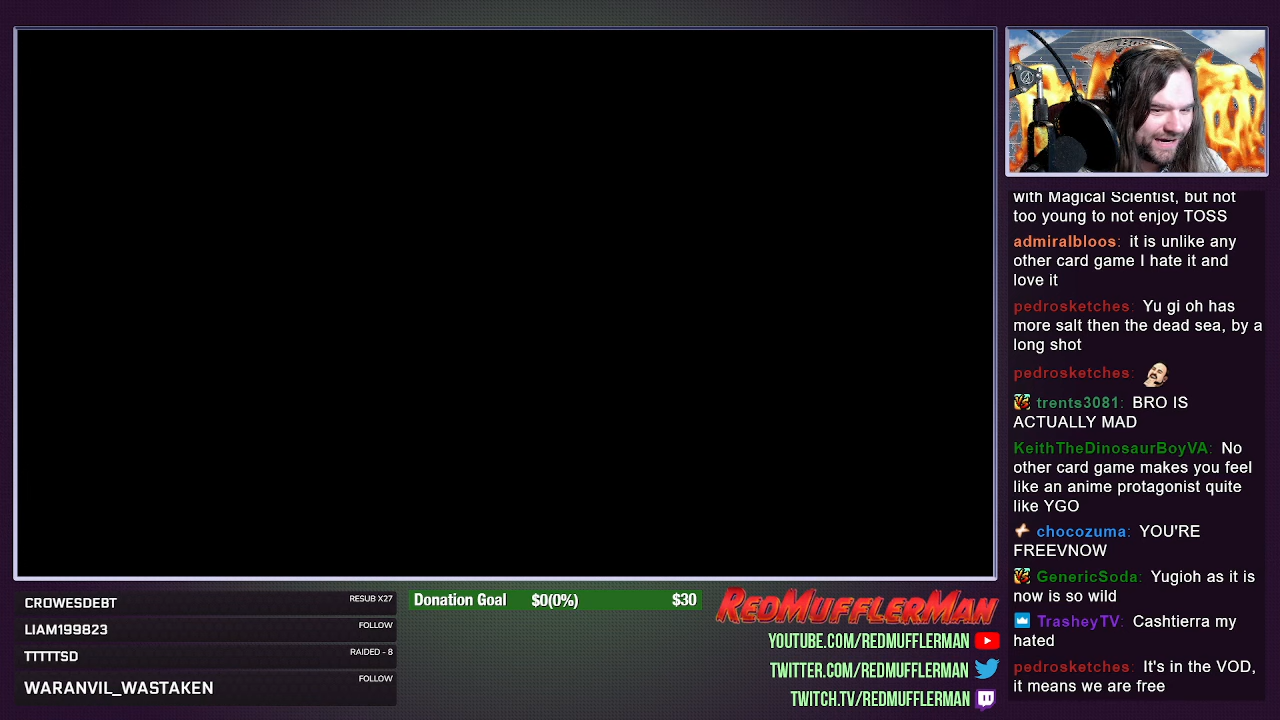 with Magical Scientist, but not
too young to not enjoy TOSS
admiralbloos: it is unlike any
other card game I hate it and
love it
pedrosketches: Yu gi oh has
more salt then the dead sea, by a
long shot
pedrosketches:
trents3081: BRO IS
ACTUALLY MAD
KeithTheDinosaurBoyVA: No
other card game makes you feel
like an anime protagonist quite
like YGO
chocozuma: YOU'RE
FREEVNOW
GenericSoda: Yugioh as it is
now is so wild
TrasheyTV: Cashtierra my
hated
pedrosketches: It's in the VOD,
it means we are free
CROWESDEBT RESUB X27
LIAM199823 FOLLOW
TTTTTSD RAIDED - 8
WARANVIL_WASTAKEN FOLLOW
Donation Goal $0(0%) $30
REDMUFFLERMAN
YOUTUBE.COM/REDMUFFLERMAN
TWITTER.COM/REDMUFFLERMAN
TWITCH.TV/REDMUFFLERMAN